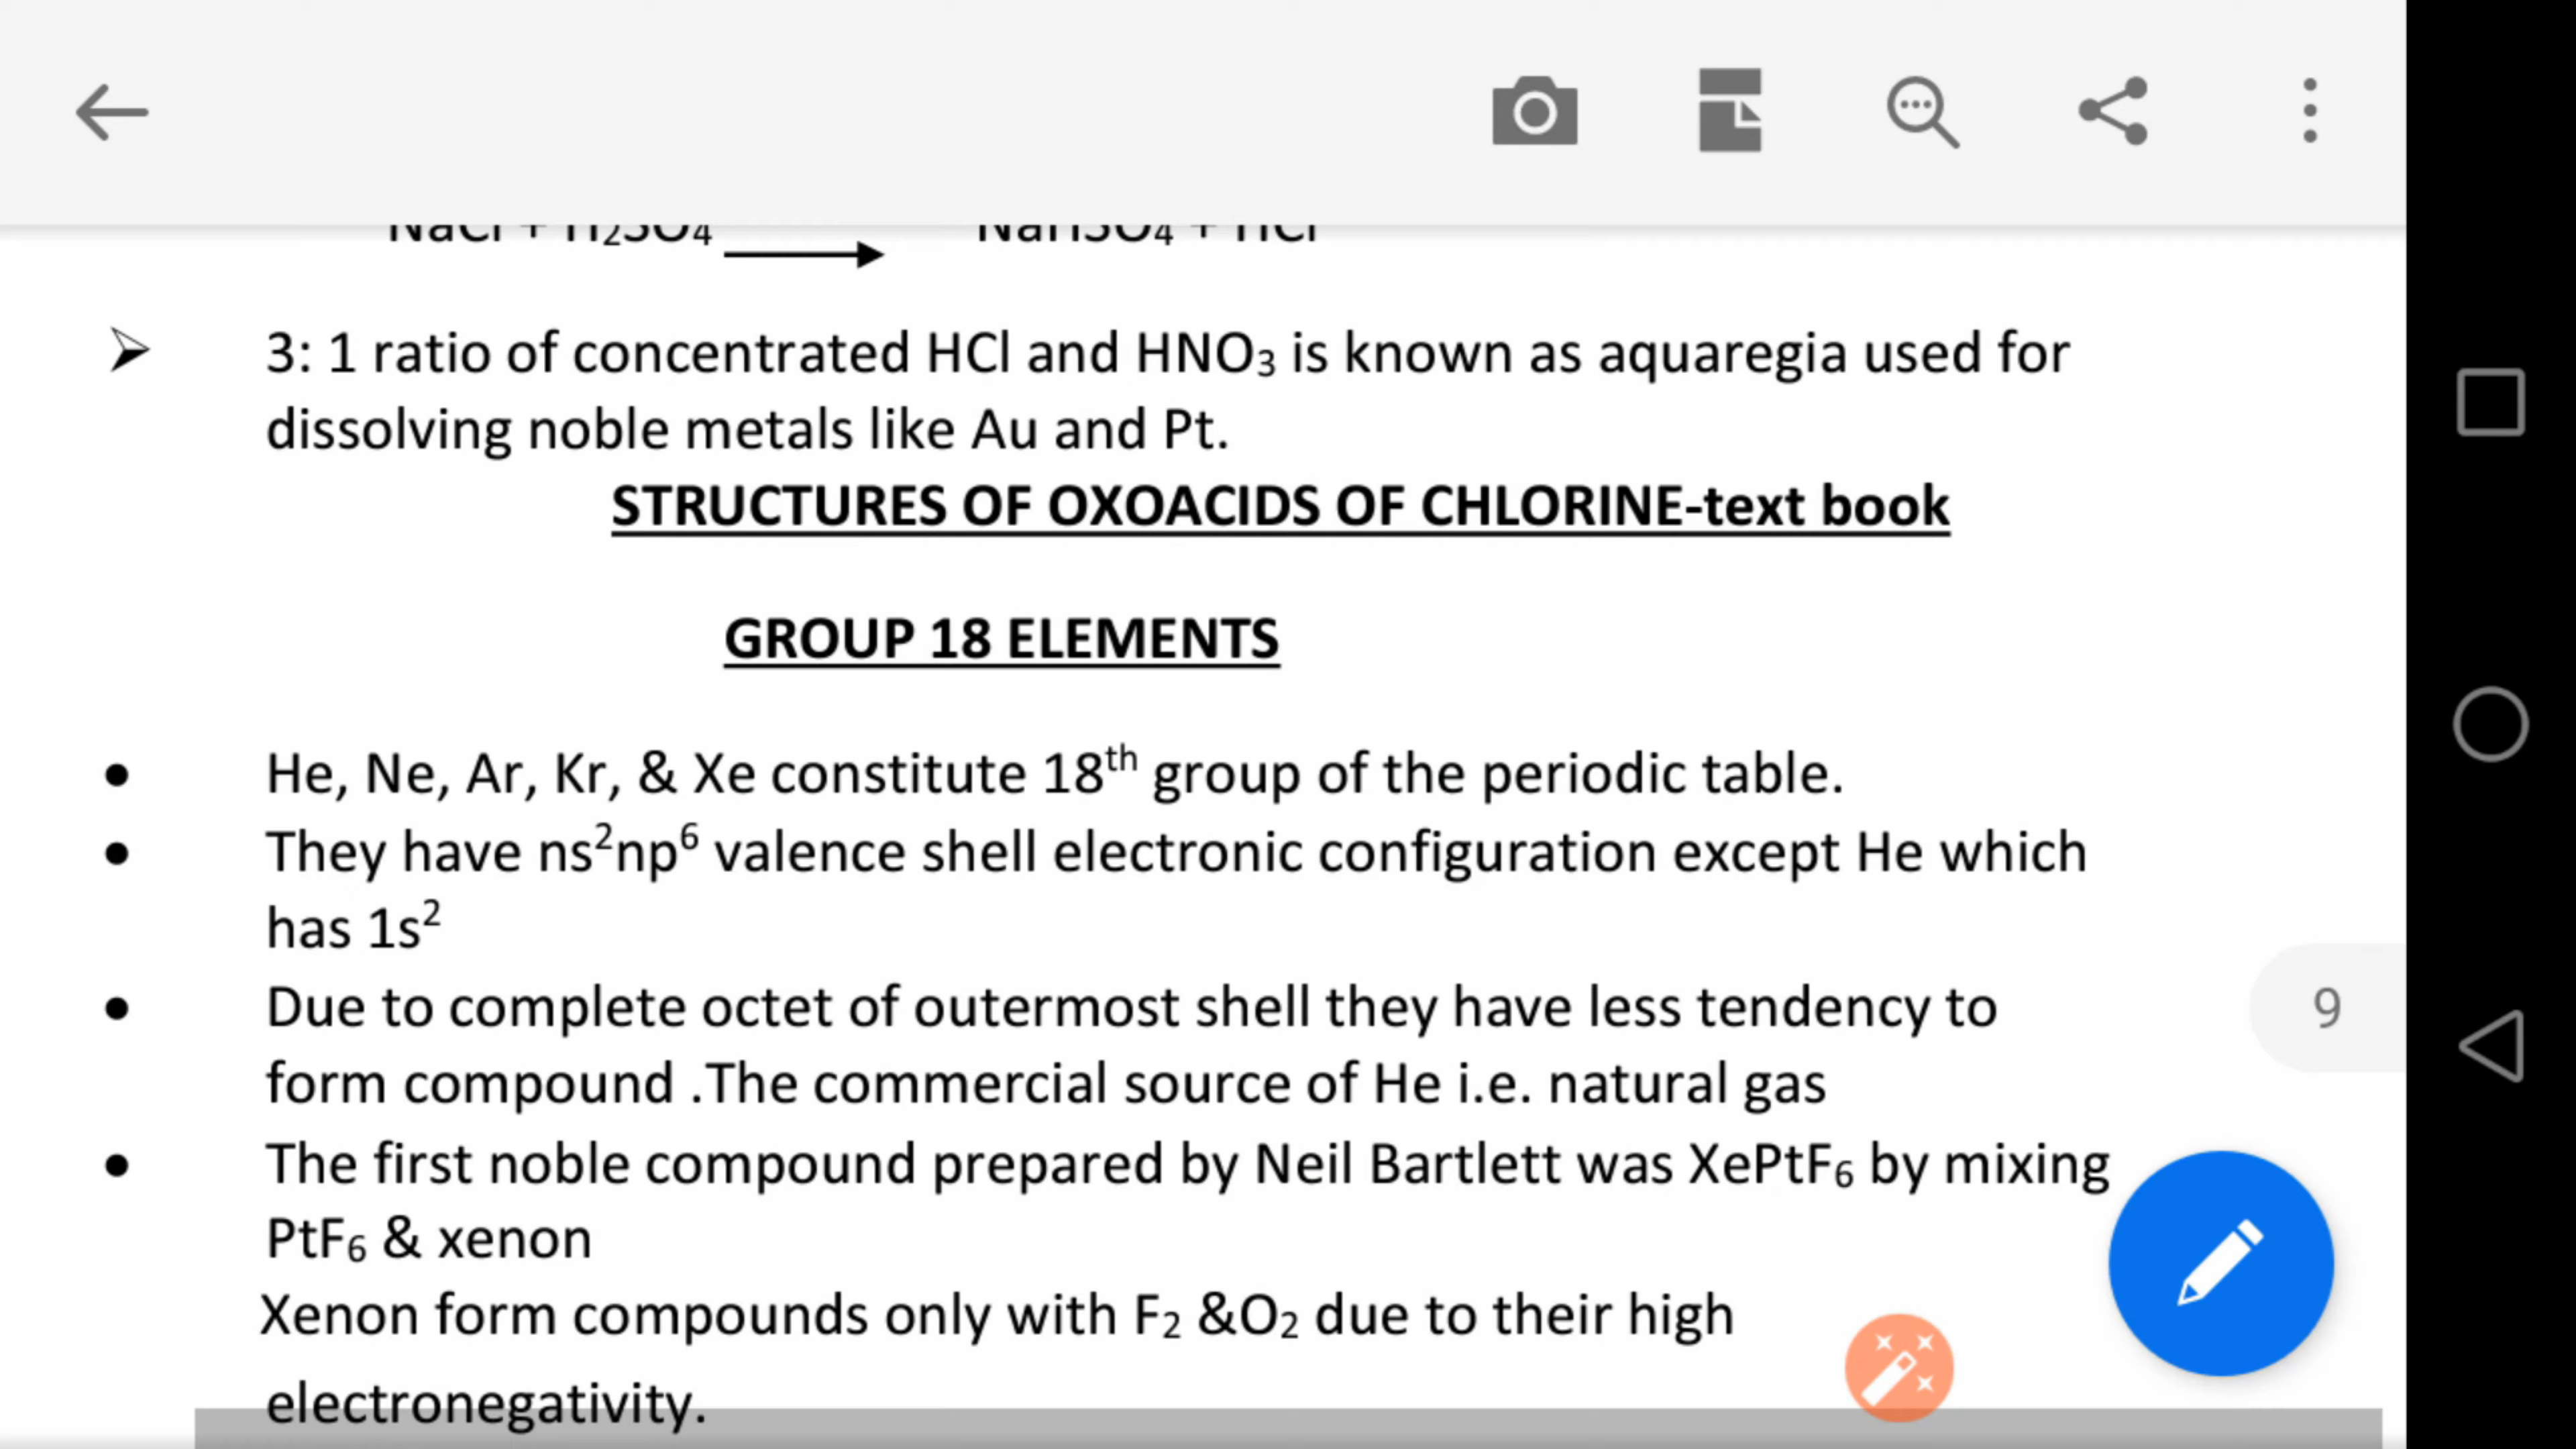 NaCl + H₂SO₄ ⟶ NaHSO₄ + HCl
➢ 3: 1 ratio of concentrated HCl and HNO₃ is known as aquaregia used for
dissolving noble metals like Au and Pt.
STRUCTURES OF OXOACIDS OF CHLORINE-text book
GROUP 18 ELEMENTS
• He, Ne, Ar, Kr, & Xe constitute 18ᵗʰ group of the periodic table.
• They have ns²np⁶ valence shell electronic configuration except He which
has 1s²
• Due to complete octet of outermost shell they have less tendency to
form compound .The commercial source of He i.e. natural gas
9
• The first noble compound prepared by Neil Bartlett was XePtF₆ by mixing
PtF₆ & xenon
Xenon form compounds only with F₂ &O₂ due to their high
electronegativity.